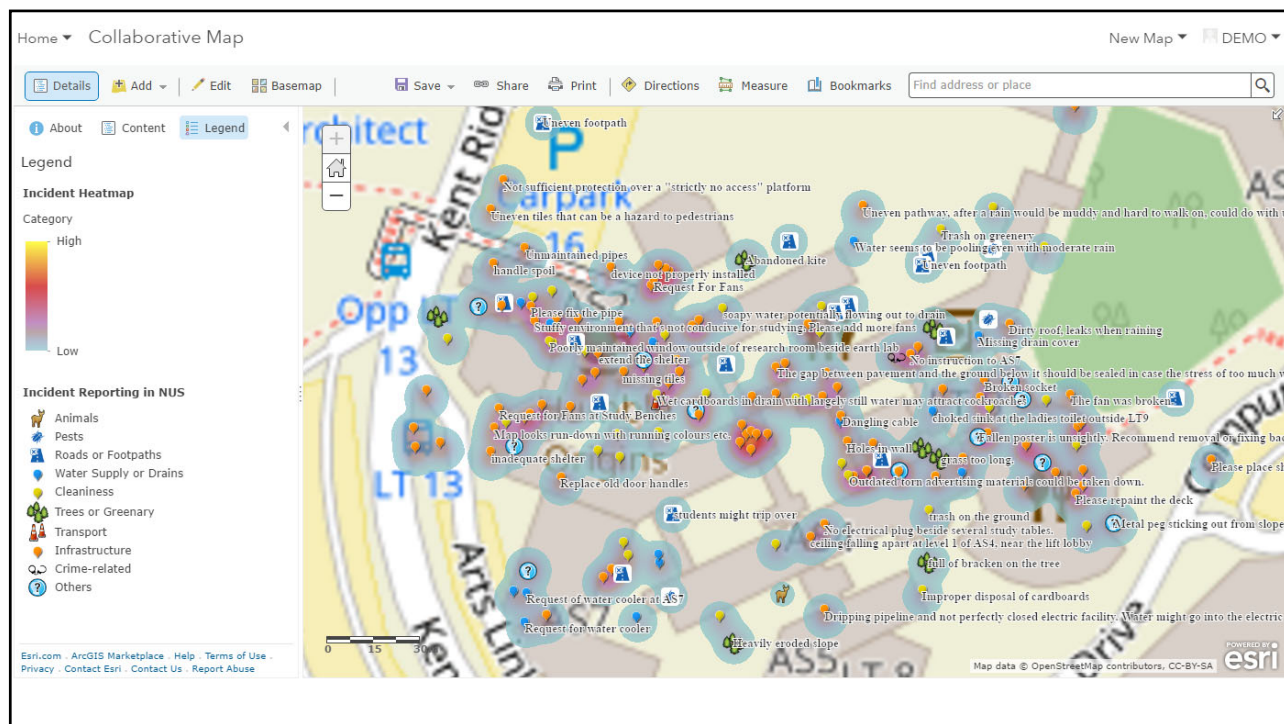 Home Collaborative Map New Map DEMO
Details Add Edit Basemap Save Share Print Directions Measure Bookmarks Find address or place
About Content Legend
Legend
Incident Heatmap
Category
High
Low
Incident Reporting in NUS
Animals
Pests
Roads or Footpaths
Water Supply or Drains
Cleaniness
Trees or Greenary
Transport
Infrastructure
Crime-related
Others
Esri.com . ArcGIS Marketplace . Help . Terms of Use .
Privacy . Contact Esri . Contact Us . Report Abuse
Uneven footpath
rchitect
P
Kent Rid
Carpark
16
Not sufficient protection over a "strictly no access" platform
Uneven tiles that can be a hazard to pedestrians
Uneven pathway, after a rain would be muddy and hard to walk on, could do with
Trash on greenery
Water seems to be pooling even with moderate rain
Uneven footpath
AS
Unmaintained pipes
handle spoil
device not properly installed
Abandoned kite
Request For Fans
Opp LT
13
Please fix the pipe
soapy water potentially flowing out to drain
Stuffy environment that's not conducive for studying. Please add more fans
Dirty roof, leaks when raining
Missing drain cover
Poorly maintained window outside of research room beside earth lab
extend the shelter
No instruction to AS7
missing tiles
The gap between pavement and the ground below it should be sealed in case the stress of too much w
Broken socket
Wet cardboards in drain with largely still water may attract cockroaches
The fan was broken
Request for Fans at Study Benches
Dangling cable
choked sink at the ladies toilet outside LT9
Map looks run-down with running colours etc.
Fallen poster is unsightly. Recommend removal or fixing bac
Holes in wall
inadequate shelter
Origins
grass too long.
Please place sh
LT 13
Replace old door handles
Outdated torn advertising materials could be taken down.
Please repaint the deck
students might trip over.
trash on the ground
Metal peg sticking out from slope
No electrical plug beside several study tables.
ceiling falling apart at level 1 of AS4, near the lift lobby
full of bracken on the tree
Arts Lin
Request of water cooler at AS7
Improper disposal of cardboards
Request for water cooler
Dripping pipeline and not perfectly closed electric facility. Water might go into the electric
Heavily eroded slope
Drive
Ken
AS5
0 15 30
Map data © OpenStreetMap contributors, CC-BY-SA
POWERED BY
esri